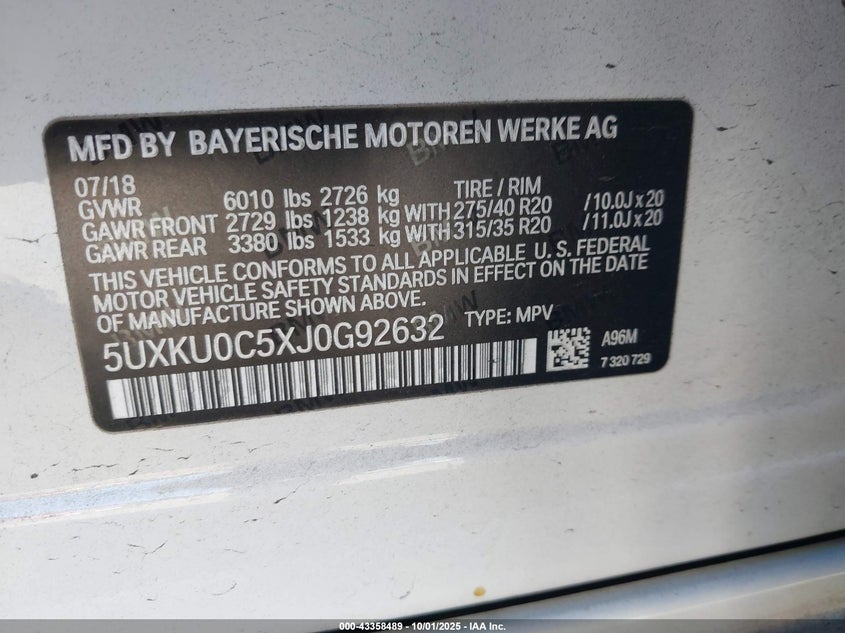 MFD BY BAYERISCHE MOTOREN WERKE AG
07/18 TIRE / RIM
GVWR 6010 lbs 2726 kg
GAWR FRONT 2729 lbs 1238 kg WITH 275/40 R20 /10.0J x 20
GAWR REAR 3380 lbs 1533 kg WITH 315/35 R20 /11.0J x 20
THIS VEHICLE CONFORMS TO ALL APPLICABLE U.S. FEDERAL
MOTOR VEHICLE SAFETY STANDARDS IN EFFECT ON THE DATE
OF MANUFACTURE SHOWN ABOVE.
5UXKU0C5XJ0G92632 TYPE: MPV
A96M
7 320 729
000-43358489 | 10/01/2025 - IAA Inc.